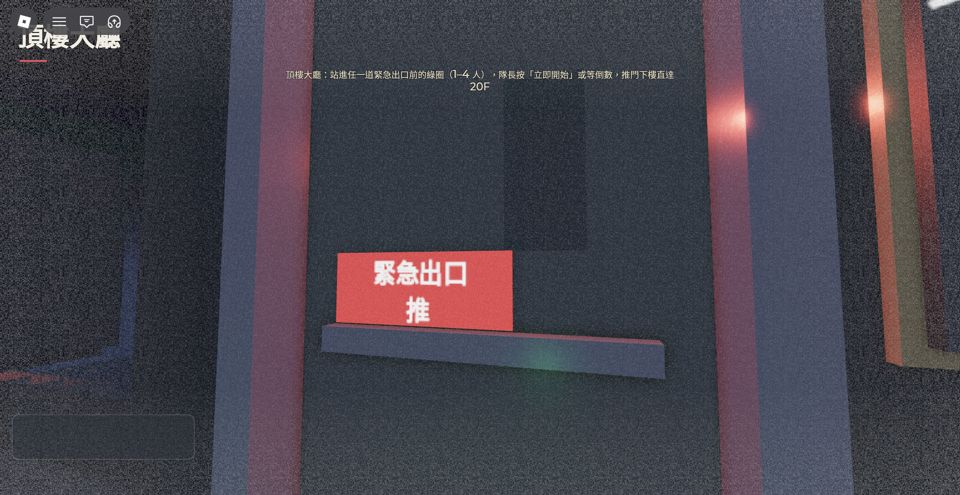 頂樓大廳
頂樓大廳：站進任一道緊急出口前的綠圈（1–4 人），隊長按「立即開始」或等倒數，推門下樓直達
20F
緊急出口
推